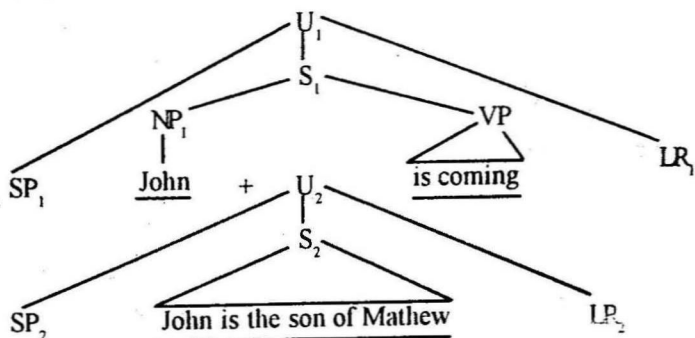 U₁
S₁
NP₁ VP
SP₁ John + U₂ is coming LR₁
S₂
SP₂ John is the son of Mathew LR₂